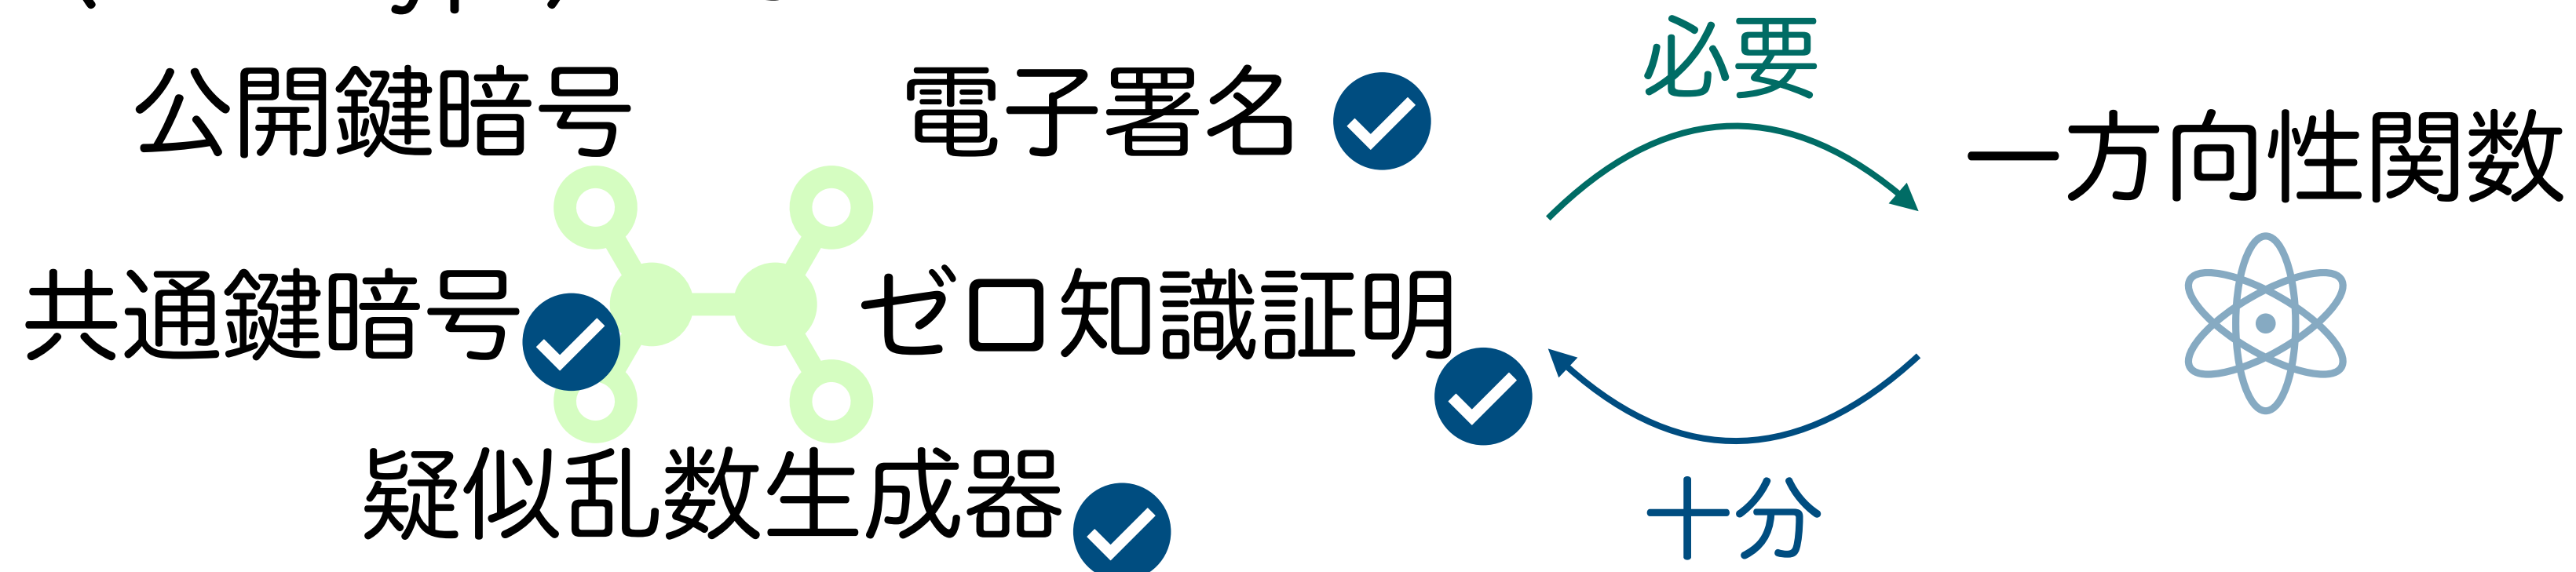 公開鍵暗号
電子署名
必要
一方向性関数
共通鍵暗号
ゼロ知識証明
疑似乱数生成器
十分